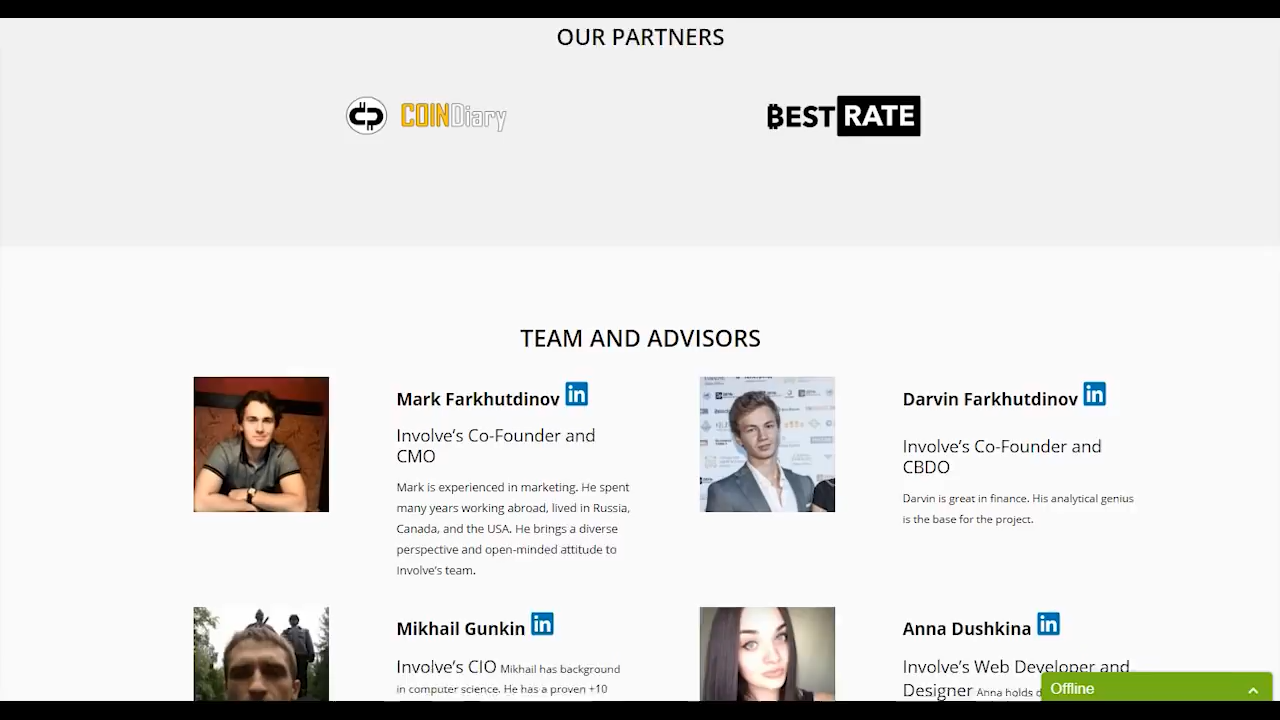 OUR PARTNERS
COINDiary
BEST RATE
TEAM AND ADVISORS
Mark Farkhutdinov in
Involve's Co-Founder and
CMO
Mark is experienced in marketing. He spent
many years working abroad, lived in Russia,
Canada, and the USA. He brings a diverse
perspective and open-minded attitude to
Involve's team.
Darvin Farkhutdinov in
Involve's Co-Founder and
CBDO
Darvin is great in finance. His analytical genius
is the base for the project.
Mikhail Gunkin in
Involve's CIO Mikhail has background
in computer science. He has a proven +10
Anna Dushkina in
Involve's Web Developer and
Designer Anna holds
Offline